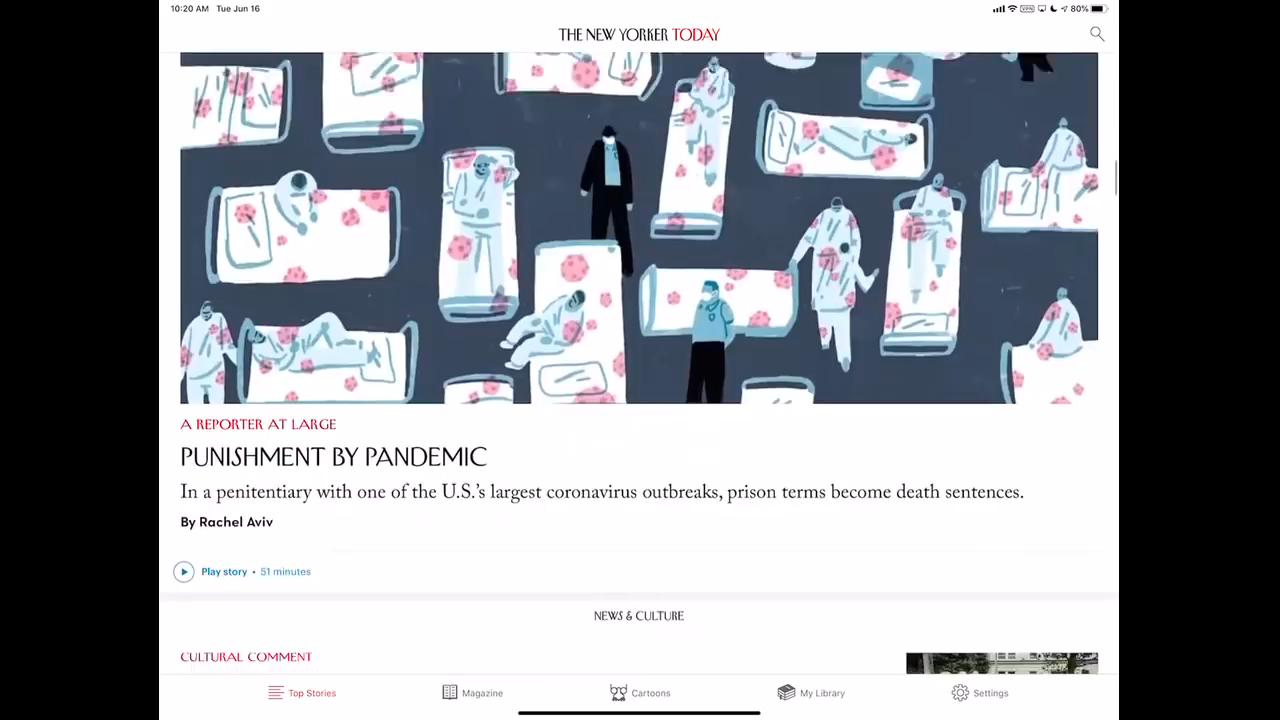 10:20 AM Tue Jun 16
VPN 80%
THE NEW YORKER TODAY
A REPORTER AT LARGE
PUNISHMENT BY PANDEMIC
In a penitentiary with one of the U.S.'s largest coronavirus outbreaks, prison terms become death sentences.
By Rachel Aviv
Play story • 51 minutes
NEWS & CULTURE
CULTURAL COMMENT
Top Stories
Magazine
Cartoons
My Library
Settings